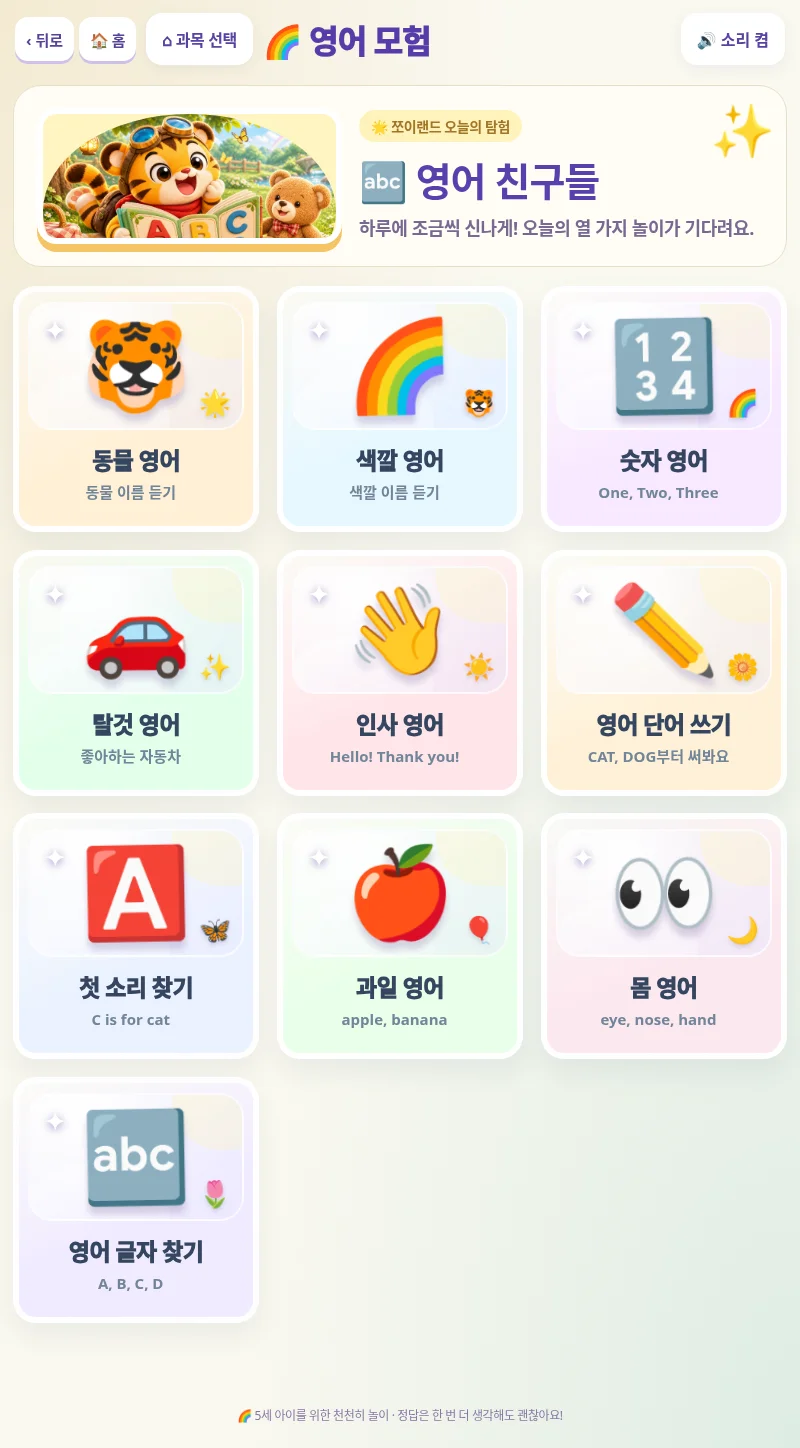 ‹ 뒤로
🏠 홈
⌂ 과목 선택
🌈 영어 모험
🔊 소리 켬
A B C
🌟 쪼이랜드 오늘의 탐험
🔤 영어 친구들
하루에 조금씩 신나게! 오늘의 열 가지 놀이가 기다려요.
동물 영어
동물 이름 듣기
색깔 영어
색깔 이름 듣기
1 2
3 4
숫자 영어
One, Two, Three
탈것 영어
좋아하는 자동차
인사 영어
Hello! Thank you!
영어 단어 쓰기
CAT, DOG부터 써봐요
A
첫 소리 찾기
C is for cat
과일 영어
apple, banana
몸 영어
eye, nose, hand
abc
영어 글자 찾기
A, B, C, D
🌈 5세 아이를 위한 천천히 놀이 · 정답은 한 번 더 생각해도 괜찮아요!